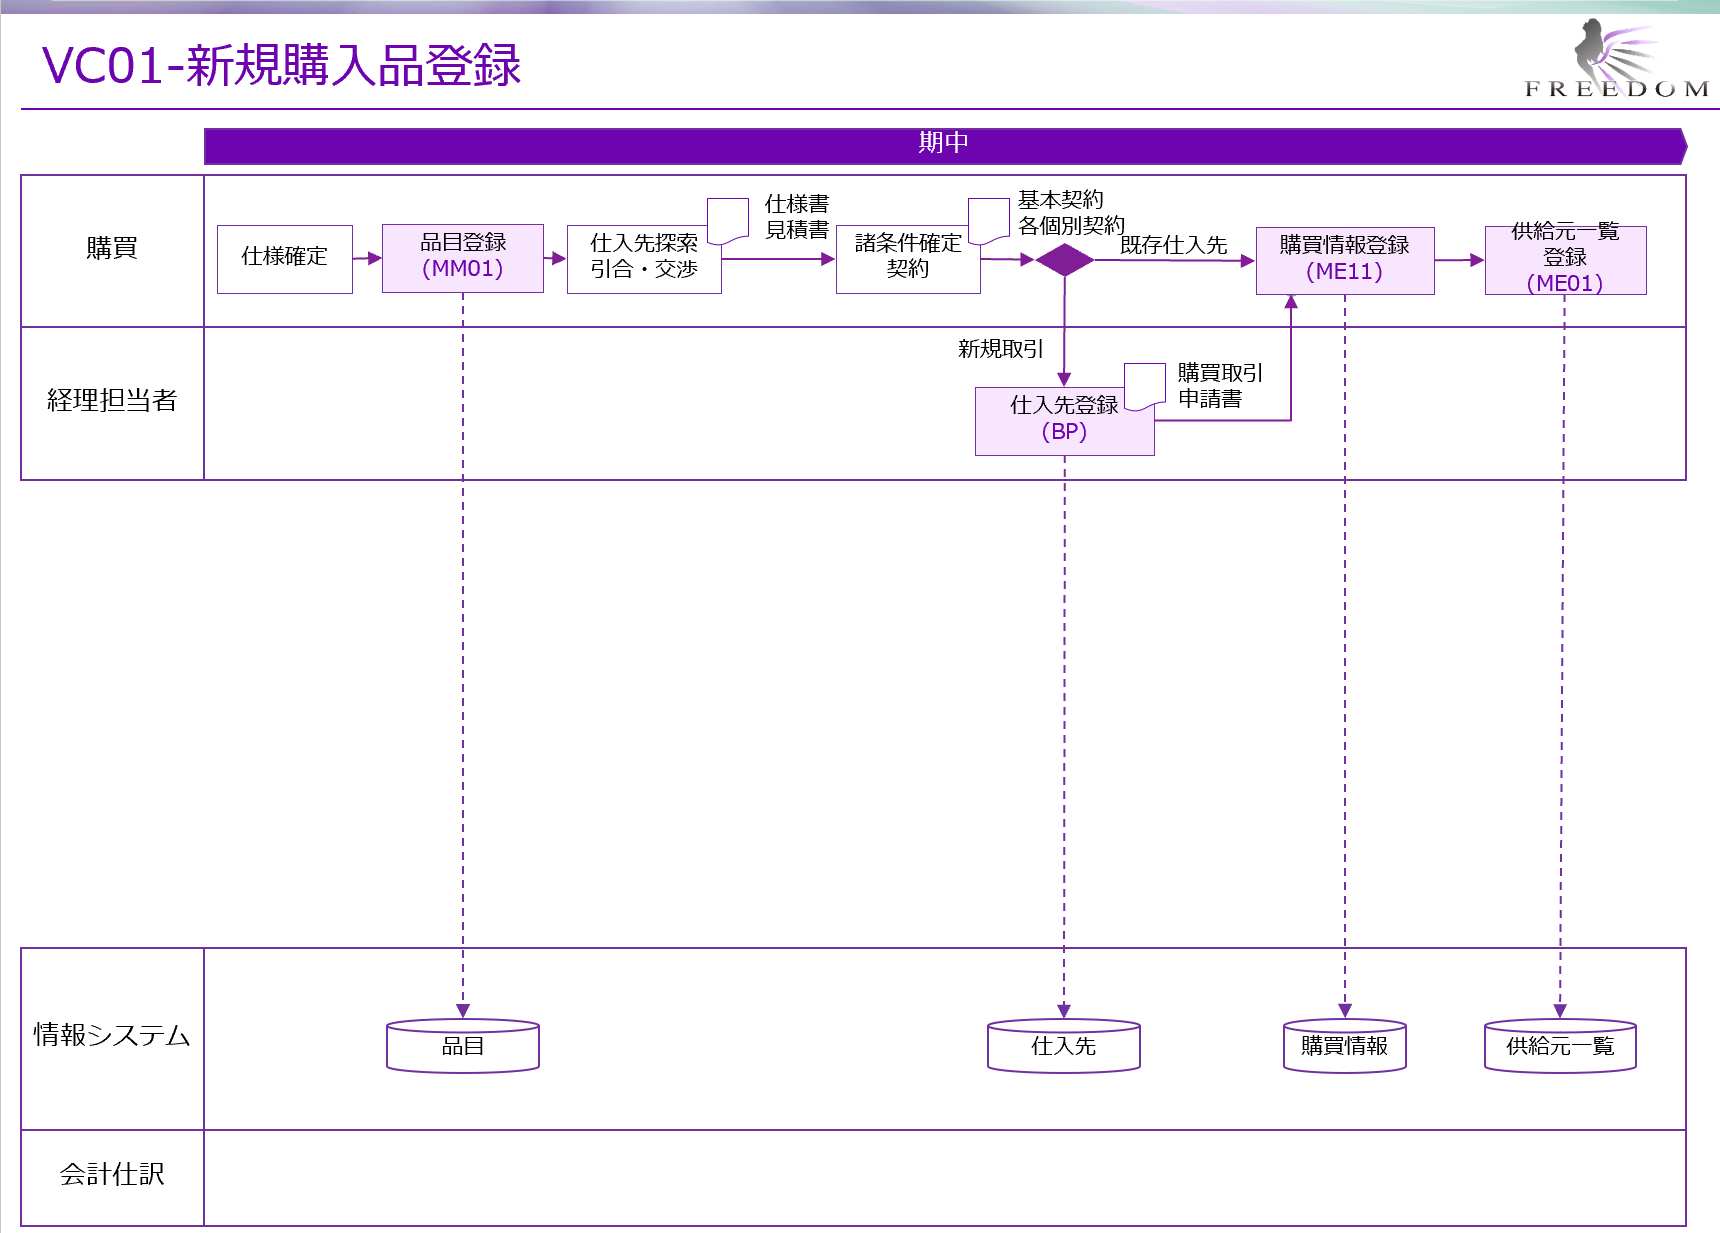 VC01-新規購入品登録
FREEDOM
期中
購買
仕様確定
品目登録
(MM01)
仕入先探索
引合・交渉
仕様書
見積書
諸条件確定
契約
基本契約
各個別契約
既存仕入先
購買情報登録
(ME11)
供給元一覧
登録
(ME01)
経理担当者
新規取引
仕入先登録
(BP)
購買取引
申請書
情報システム
品目
仕入先
購買情報
供給元一覧
会計仕訳